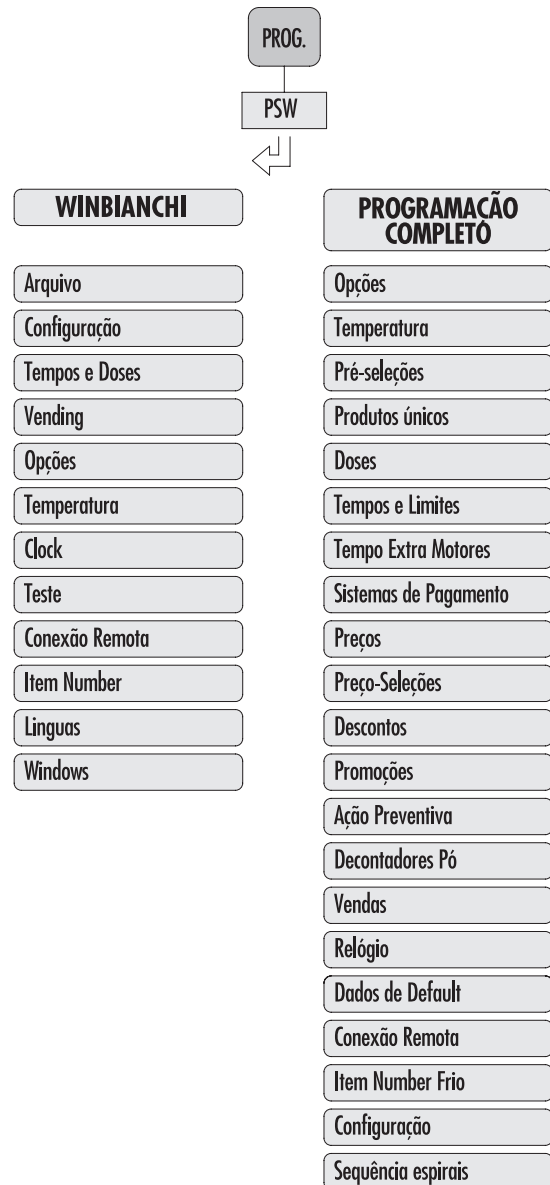 PROG.
PSW
WINBIANCHI
Arquivo
Configuração
Tempos e Doses
Vending
Opções
Temperatura
Clock
Teste
Conexão Remota
Item Number
Linguas
Windows
PROGRAMAÇÃO
COMPLETO
Opções
Temperatura
Pré-seleções
Produtos únicos
Doses
Tempos e Limites
Tempo Extra Motores
Sistemas de Pagamento
Preços
Preço-Seleções
Descontos
Promoções
Ação Preventiva
Decontadores Pó
Vendas
Relógio
Dados de Default
Conexão Remota
Item Number Frio
Configuração
Sequência espirais